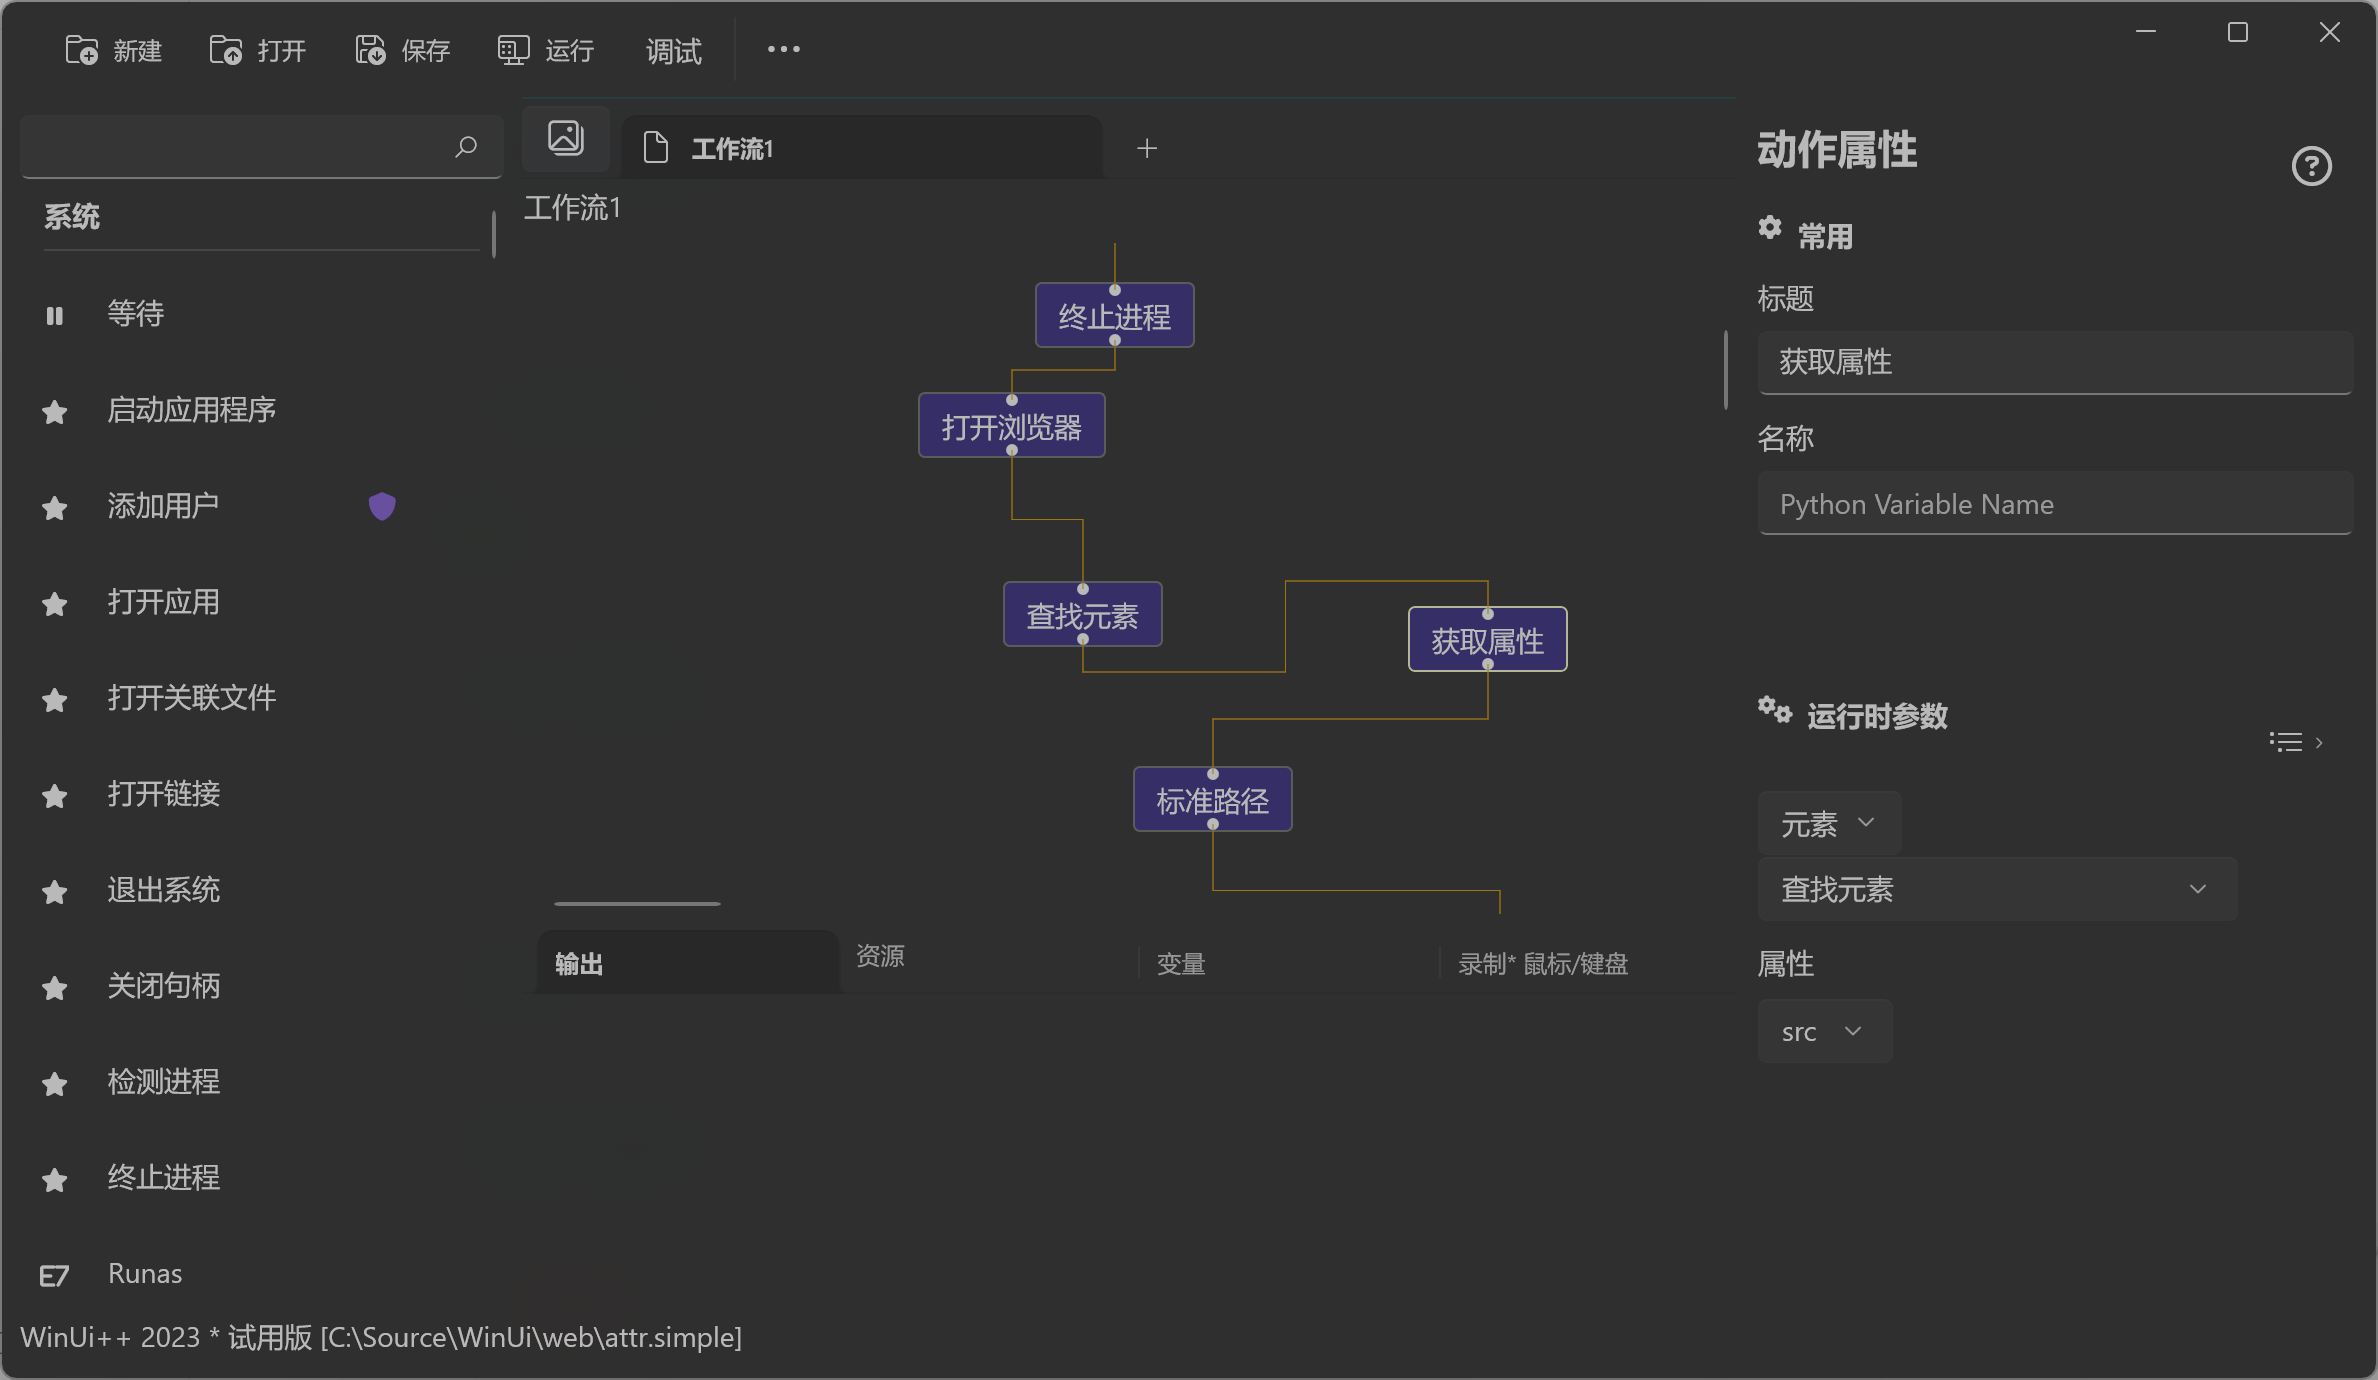 新建
打开
保存
运行
调试
工作流1
工作流1
系统
等待
启动应用程序
添加用户
打开应用
打开关联文件
打开链接
退出系统
关闭句柄
检测进程
终止进程
Runas
终止进程
打开浏览器
查找元素
获取属性
标准路径
输出
资源
变量
录制* 鼠标/键盘
动作属性
常用
标题
获取属性
名称
Python Variable Name
运行时参数
元素
查找元素
属性
src
WinUi++ 2023 * 试用版 [C:\Source\WinUi\web\attr.simple]